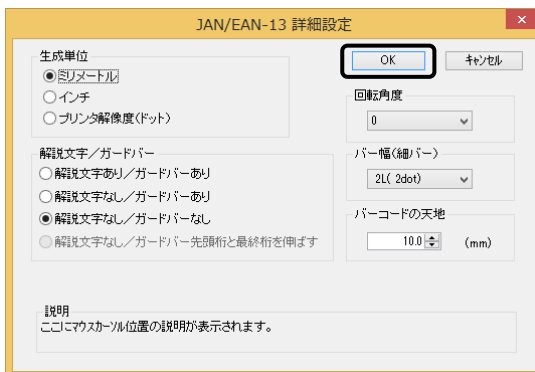 JAN/EAN-13 詳細設定
生成単位
ミリメートル
インチ
プリンタ解像度(ドット)
解説文字/ガードバー
解説文字あり/ガードバーあり
解説文字なし/ガードバーあり
解説文字なし/ガードバーなし
解説文字なし/ガードバー先頭桁と最終桁を伸ばす
OK
キャンセル
回転角度
0
バー幅(細バー)
2L( 2dot)
バーコードの天地
10.0 (mm)
説明
ここにマウスカーソル位置の説明が表示されます。